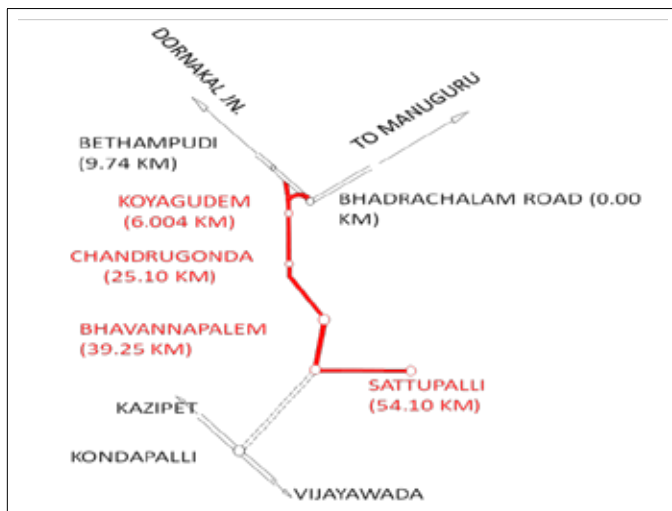 DORNAKAL JN.
TO MANUGURU
BETHAMPUDI
(9.74 KM)
BHADRACHALAM ROAD (0.00
KM)
KOYAGUDEM
(6.004 KM)
CHANDRUGONDA
(25.10 KM)
BHAVANNAPALEM
(39.25 KM)
SATTUPALLI
(54.10 KM)
KAZIPET
KONDAPALLI
VIJAYAWADA